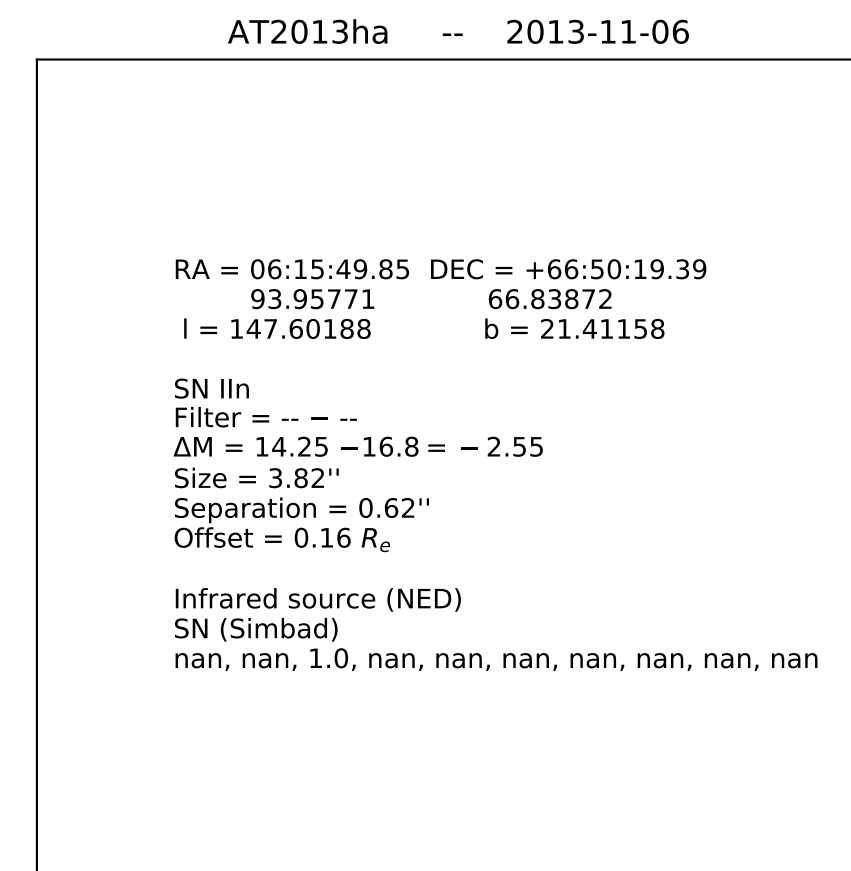 AT2013ha -- 2013-11-06
RA = 06:15:49.85 DEC = +66:50:19.39
93.95771 66.83872
l = 147.60188 b = 21.41158
SN IIn
Filter = -- − --
ΔM = 14.25 −16.8 = − 2.55
Size = 3.82''
Separation = 0.62''
Offset = 0.16 Rₑ
Infrared source (NED)
SN (Simbad)
nan, nan, 1.0, nan, nan, nan, nan, nan, nan, nan